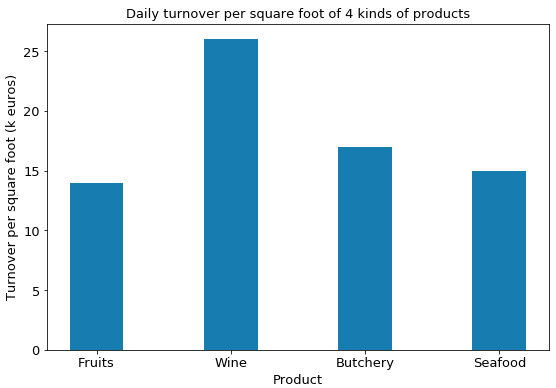 Daily turnover per square foot of 4 kinds of products
Turnover per square foot (k euros)
25
20
15
10
5
0
Fruits Wine Butchery Seafood
Product